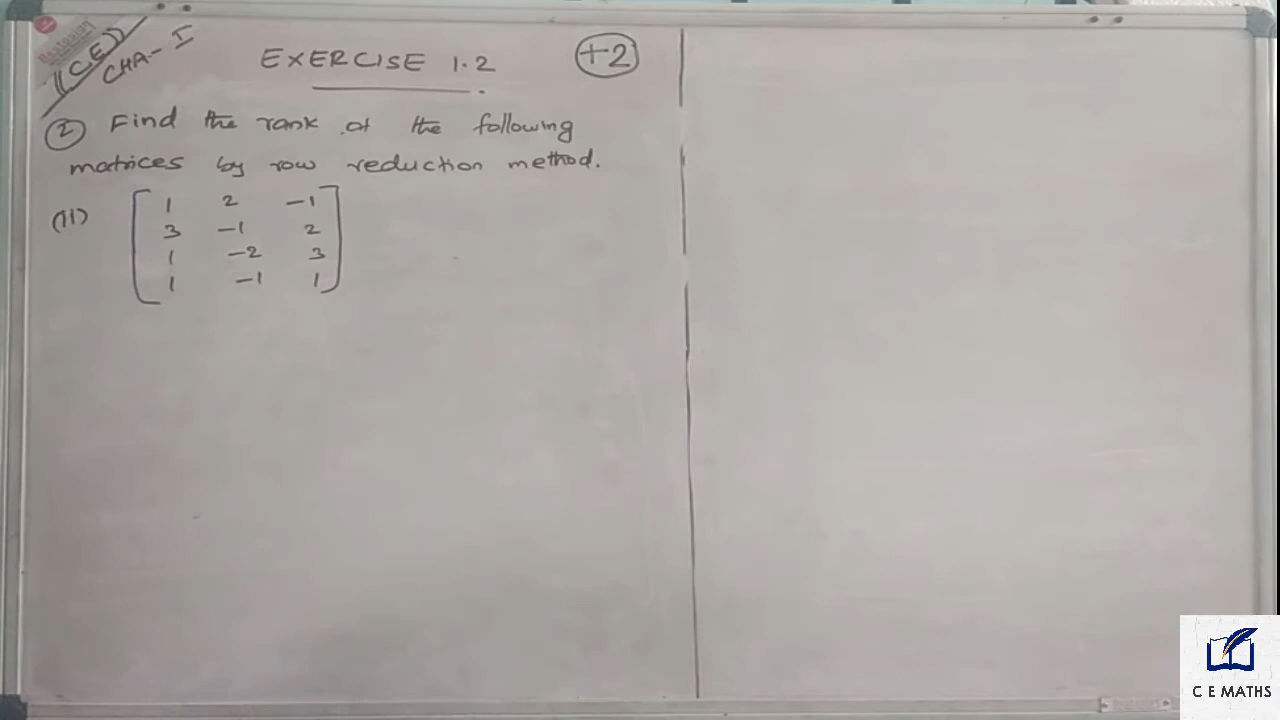 ((CE))
CHA- I
EXERCISE 1.2
+2
② Find the rank of the following
matrices by row reduction method.
(ii) [ 1 2 -1
3 -1 2
1 -2 3
1 -1 1 ]
C E MATHS